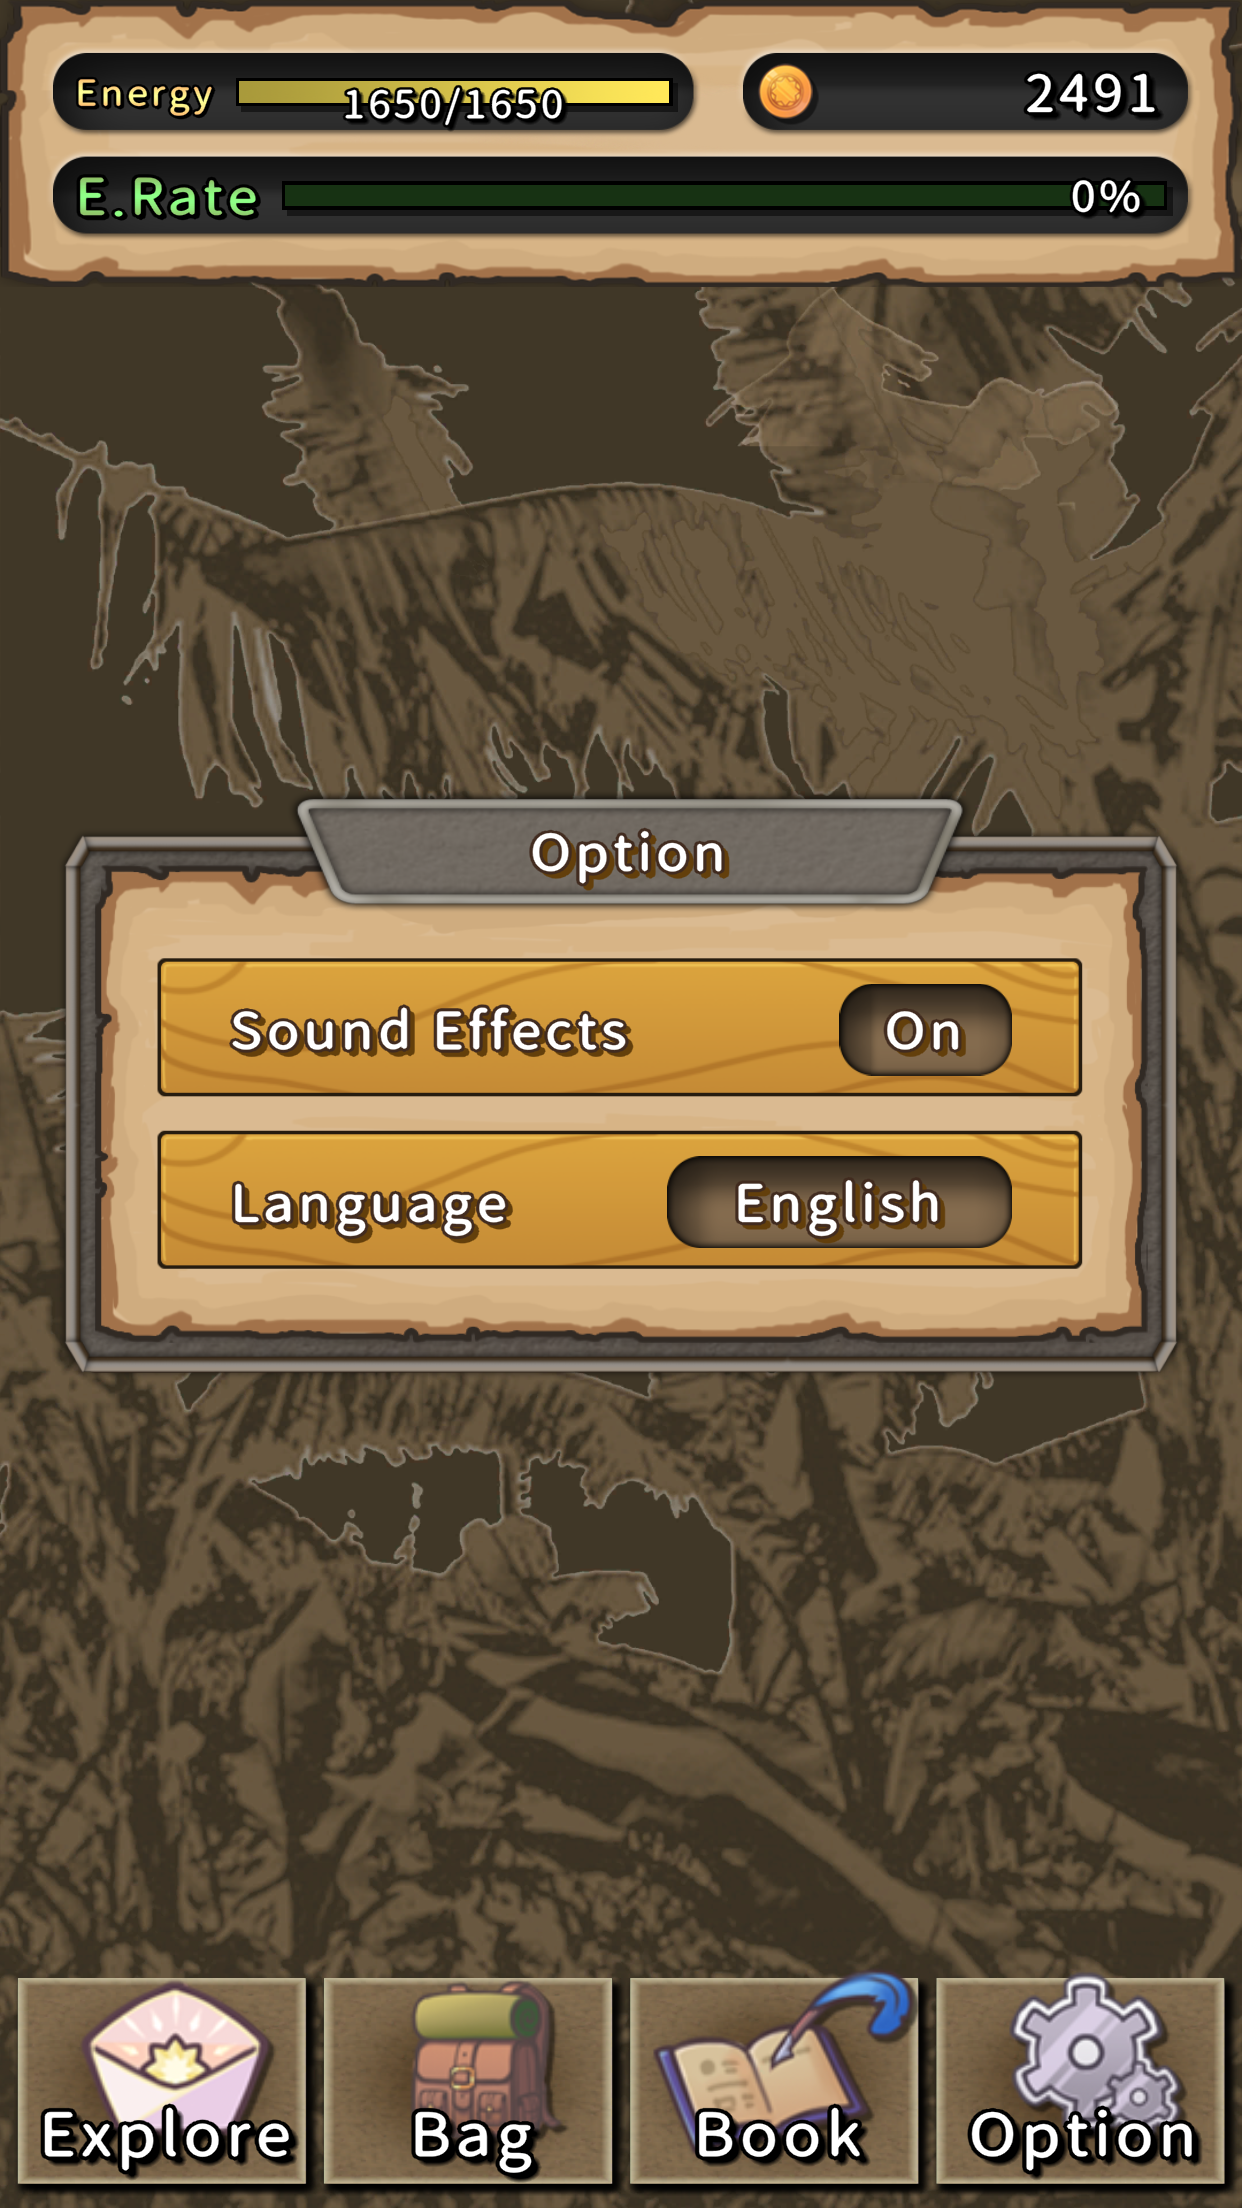 Energy 1650/1650 2491
E.Rate 0%
Option
Sound Effects On
Language English
Explore Bag Book Option